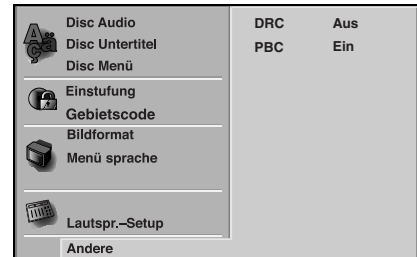 Disc Audio
Disc Untertitel
Disc Menü
Einstufung
Gebietscode
Bildformat
Menü sprache
Lautspr.–Setup
Andere
DRC Aus
PBC Ein